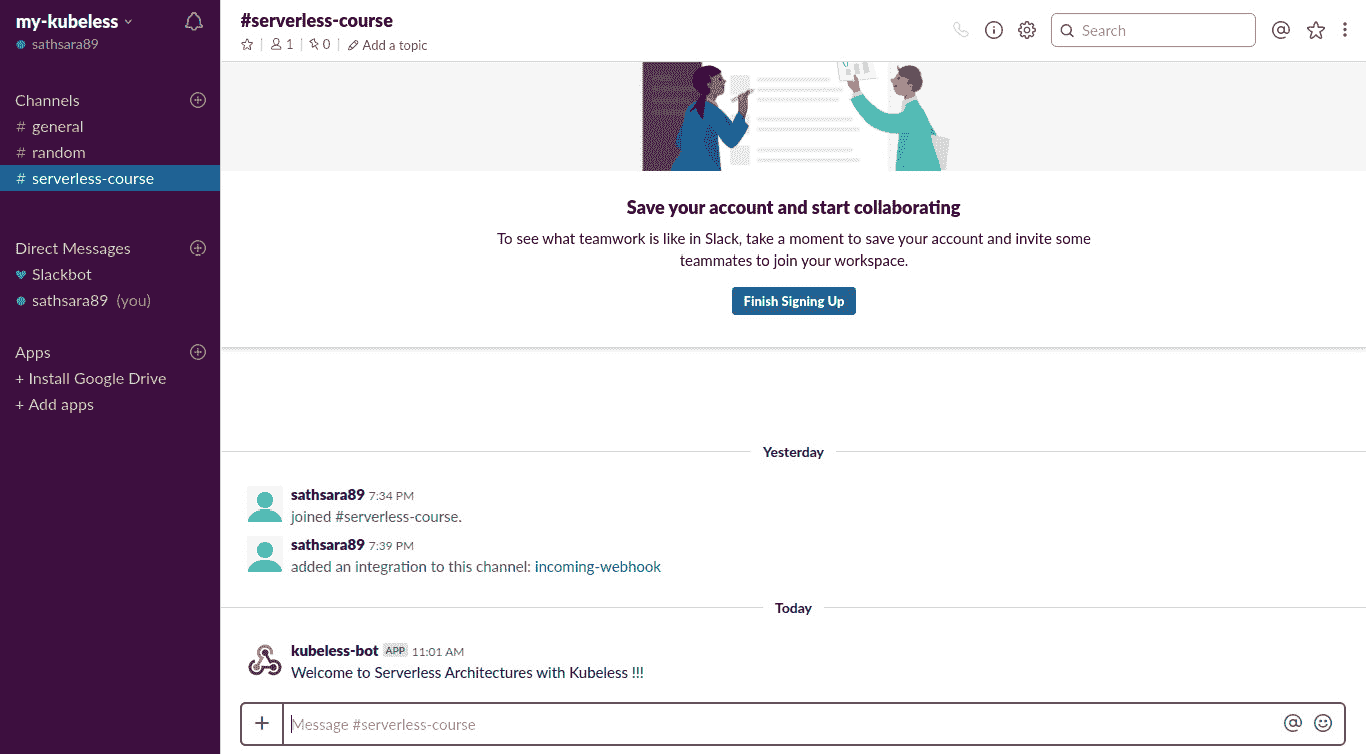 my-kubeless
sathsara89
Channels
# general
# random
# serverless-course
Direct Messages
Slackbot
sathsara89 (you)
Apps
+ Install Google Drive
+ Add apps
#serverless-course
1
0
Add a topic
Search
Save your account and start collaborating
To see what teamwork is like in Slack, take a moment to save your account and invite some
teammates to join your workspace.
Finish Signing Up
Yesterday
sathsara89 7:34 PM
joined #serverless-course.
sathsara89 7:39 PM
added an integration to this channel: incoming-webhook
Today
kubeless-bot APP 11:01 AM
Welcome to Serverless Architectures with Kubeless !!!
Message #serverless-course